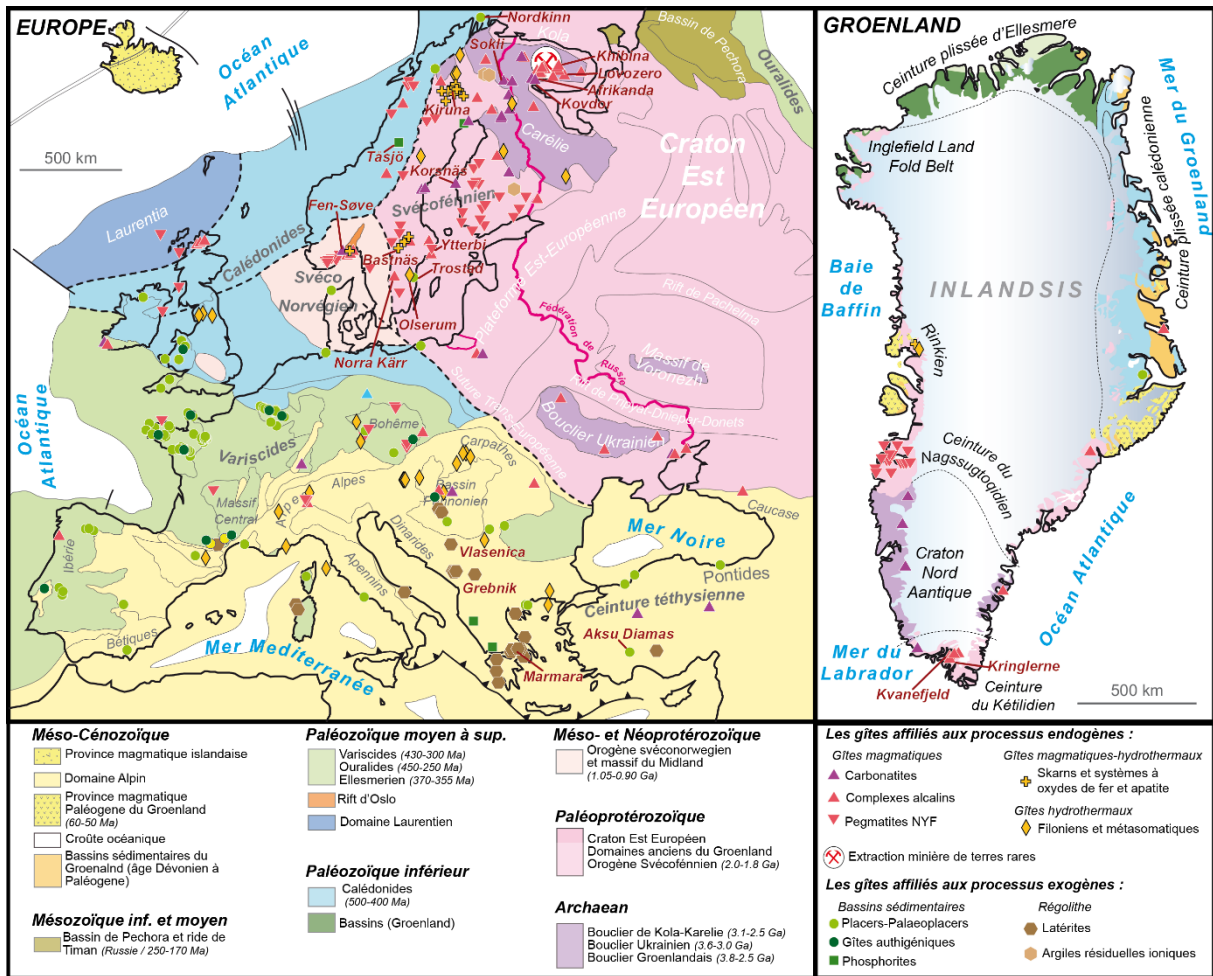 EUROPE
Océan
Atlantique
500 km
Nordkinn
Sokli
Kola
Khibina
Lovozero
Afrikanda
Kovdor
Bassin de Pechora
Ouralides
Kiruna
Carélie
Tasjö
Korsnäs
Craton
Est
Européen
Laurentia
Calédonides
Fen-Søve
Svécofénnien
Svéco
Norvégien
Bastnäs
Ytterbi
Trosted
Olserum
Norra Kärr
Plateforme Est-Européenne
Rift de Pachelma
Fédération de
Russie
Massif de
Voronezh
Rift de Pripyat-Dnieper-Donets
Bouclier Ukrainien
Suture Trans-Européenne
Océan
Atlantique
Variscides
Bohême
Carpathes
Massif
Central
Alpes
Alpes
Bassin
Pannonien
Dinarides
Caucase
Ibérie
Bétiques
Apennins
Vlasenica
Grebnik
Mer Noire
Pontides
Ceinture téthysienne
Aksu Diamas
Marmara
Mer Mediterranée
GROENLAND
Ceinture plissée d'Ellesmere
Mer du Groenland
Inglefield Land
Fold Belt
Ceinture plissée calédonienne
Baie
de
Baffin
INLANDSIS
Rinkien
Ceinture du
Nagssugtoqidien
Craton
Nord
Aantique
Océan Atlantique
Mer du
Labrador
Kringlerne
Kvanefjeld
Ceinture
du Kétilidien
500 km
Méso-Cénozoïque
Province magmatique islandaise
Domaine Alpin
Province magmatique
Paléogène du Groenland
(60-50 Ma)
Croûte océanique
Bassins sédimentaires du
Groenalnd (âge Dévonien à
Paléogene)
Mésozoïque inf. et moyen
Bassin de Pechora et ride de
Timan (Russie / 250-170 Ma)
Paléozoïque moyen à sup.
Variscides (430-300 Ma)
Ouralides (450-250 Ma)
Ellesmerien (370-355 Ma)
Rift d'Oslo
Domaine Laurentien
Paléozoïque inférieur
Calédonides
(500-400 Ma)
Bassins (Groenland)
Méso- et Néoprotérozoïque
Orogène svéconorwegien
et massif du Midland
(1.05-0.90 Ga)
Paléoprotérozoïque
Craton Est Européen
Domaines anciens du Groenland
Orogène Svécofénnien (2.0-1.8 Ga)
Archaean
Bouclier de Kola-Karelie (3.1-2.5 Ga)
Bouclier Ukrainien (3.6-3.0 Ga)
Bouclier Groenlandais (3.8-2.5 Ga)
Les gîtes affiliés aux processus endogènes :
Gîtes magmatiques
Carbonatites
Complexes alcalins
Pegmatites NYF
Gîtes magmatiques-hydrothermaux
Skarns et systèmes à
oxydes de fer et apatite
Gîtes hydrothermaux
Filoniens et métasomatiques
Extraction minière de terres rares
Les gîtes affiliés aux processus exogènes :
Bassins sédimentaires
Placers-Palaeoplacers
Gîtes authigéniques
Phosphorites
Régolithe
Latérites
Argiles résiduelles ioniques